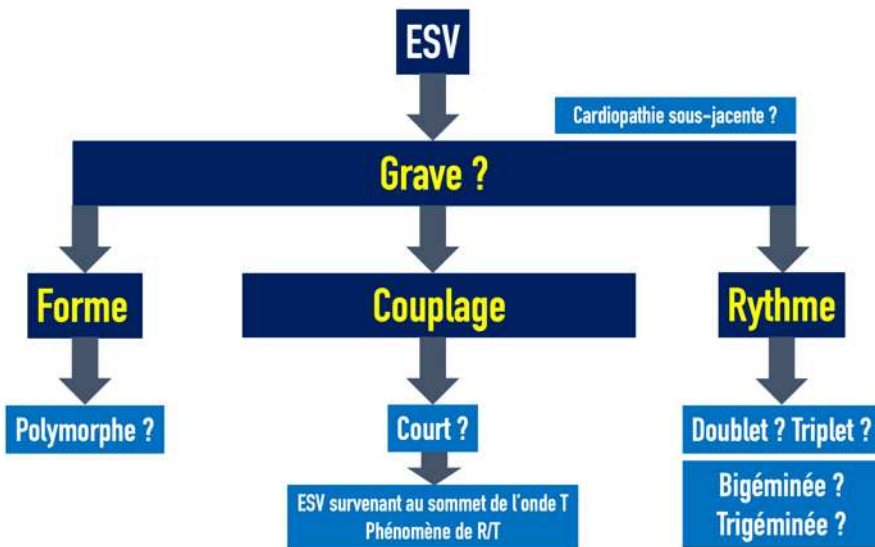 ESV
Cardiopathie sous-jacente ?
Grave ?
Forme
Couplage
Rythme
Polymorphe ?
Court ?
Doublet ? Triplet ?
ESV survenant au sommet de l'onde T
Phénomène de R/T
Bigéminée ?
Trigéminée ?